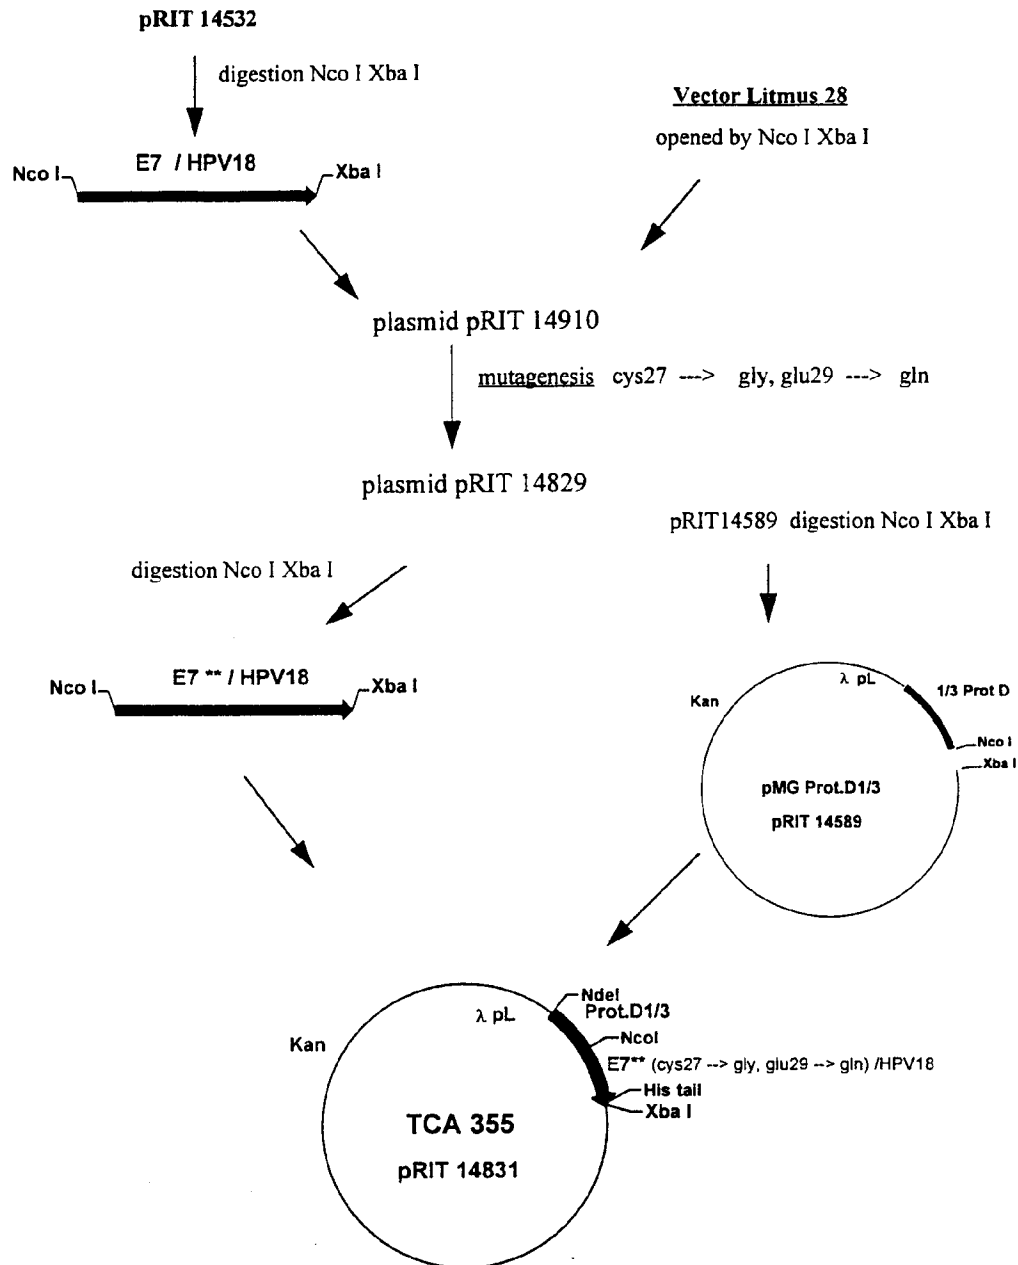 pRIT 14532
digestion Nco I Xba I
Vector Litmus 28
opened by Nco I Xba I
E7 / HPV18
Nco I
Xba I
plasmid pRIT 14910
mutagenesis cys27 ---> gly, glu29 ---> gln
plasmid pRIT 14829
pRIT14589 digestion Nco I Xba I
digestion Nco I Xba I
E7 ** / HPV18
Nco I
Xba I
λ pL
1/3 Prot D
Kan
Nco I
Xba I
pMG Prot.D1/3
pRIT 14589
NdeI
Prot.D1/3
λ pL
NcoI
Kan
E7** (cys27 --> gly, glu29 --> gln) /HPV18
His tail
Xba I
TCA 355
pRIT 14831